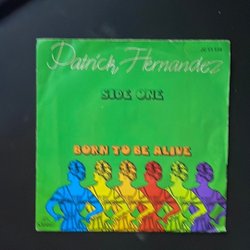 Patrick Hernandez
SIDE ONE
BORN TO BE ALIVE